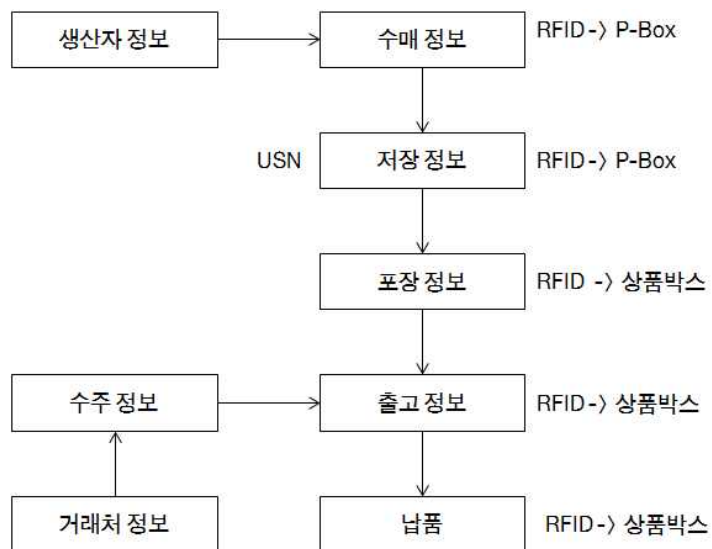 생산자 정보 수매 정보 RFID -> P-Box
USN 저장 정보 RFID -> P-Box
포장 정보 RFID -> 상품박스
수주 정보 출고 정보 RFID -> 상품박스
거래처 정보 납품 RFID -> 상품박스